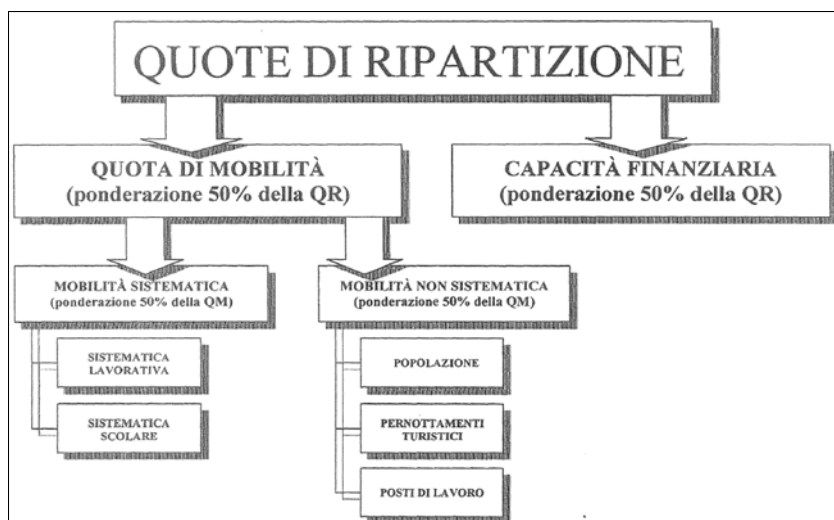 QUOTE DI RIPARTIZIONE
QUOTA DI MOBILITÀ
(ponderazione 50% della QR)
CAPACITÀ FINANZIARIA
(ponderazione 50% della QR)
MOBILITÀ SISTEMATICA
(ponderazione 50% della QM)
MOBILITÀ NON SISTEMATICA
(ponderazione 50% della QM)
SISTEMATICA
LAVORATIVA
SISTEMATICA
SCOLARE
POPOLAZIONE
PERNOTTAMENTI
TURISTICI
POSTI DI LAVORO